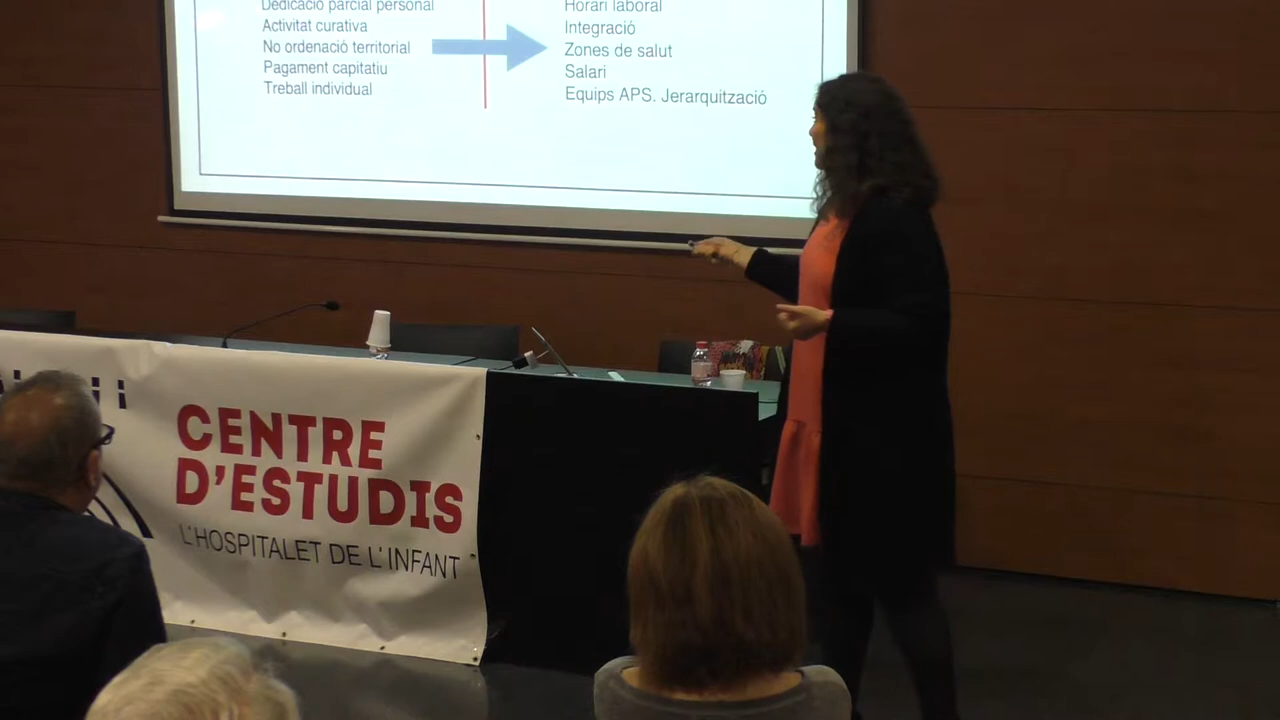 Dedicació parcial personal
Activitat curativa
No ordenació territorial
Pagament capitatiu
Treball individual
Horari laboral
Integració
Zones de salut
Salari
Equips APS. Jerarquització
CENTRE
D'ESTUDIS
L'HOSPITALET DE L'INFANT